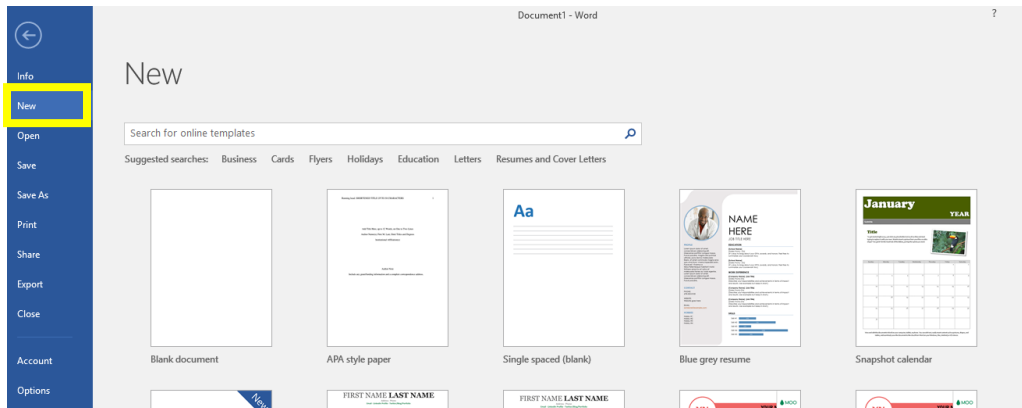 Document1 - Word
?
Info
New
Open
Save
Save As
Print
Share
Export
Close
Account
Options
New
Search for online templates
Suggested searches: Business Cards Flyers Holidays Education Letters Resumes and Cover Letters
Aa
NAME
HERE
JOB TITLE HERE
January
YEAR
Title
Blank document
APA style paper
Single spaced (blank)
Blue grey resume
Snapshot calendar
New
FIRST NAME LAST NAME
FIRST NAME LAST NAME
MOO
MOO